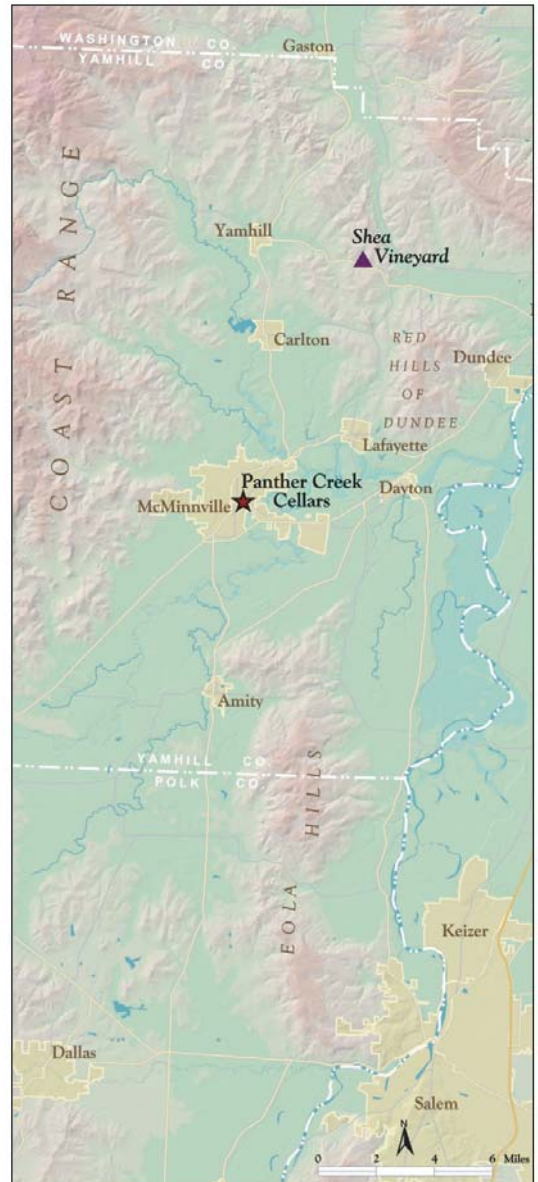 WASHINGTON CO.
YAMHILL CO.
Gaston
COAST RANGE
Yamhill
Shea
Vineyard
Carlton
RED
HILLS
OF
DUNDEE
Dundee
Lafayette
Panther Creek
Cellars
McMinnville
Dayton
Amity
YAMHILL CO.
POLK CO.
EOLA HILLS
Keizer
Dallas
Salem
N
0 2 4 6 Miles